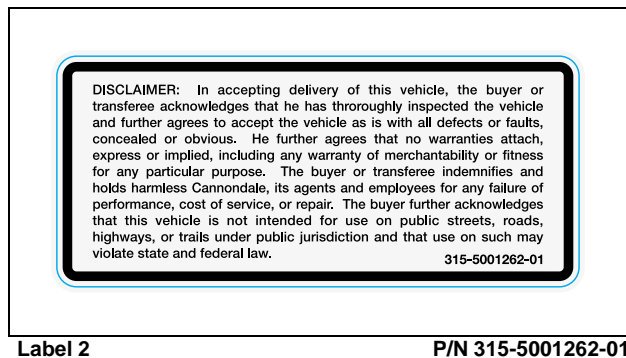 DISCLAIMER: In accepting delivery of this vehicle, the buyer or
transferee acknowledges that he has throroughly inspected the vehicle
and further agrees to accept the vehicle as is with all defects or faults,
concealed or obvious. He further agrees that no warranties attach,
express or implied, including any warranty of merchantability or fitness
for any particular purpose. The buyer or transferee indemnifies and
holds harmless Cannondale, its agents and employees for any failure of
performance, cost of service, or repair. The buyer further acknowledges
that this vehicle is not intended for use on public streets, roads,
highways, or trails under public jurisdiction and that use on such may
violate state and federal law.
315-5001262-01
Label 2 P/N 315-5001262-01